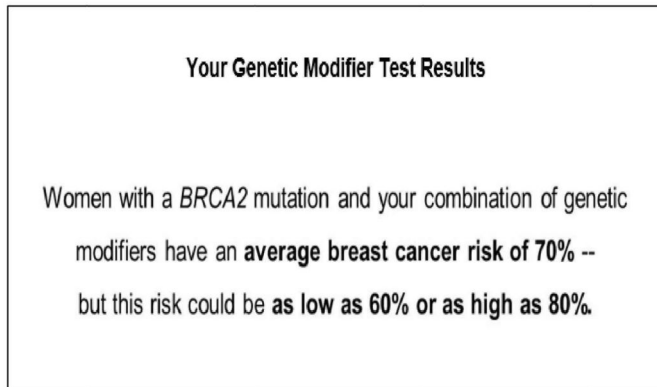 Your Genetic Modifier Test Results
Women with a BRCA2 mutation and your combination of genetic
modifiers have an average breast cancer risk of 70% --
but this risk could be as low as 60% or as high as 80%.